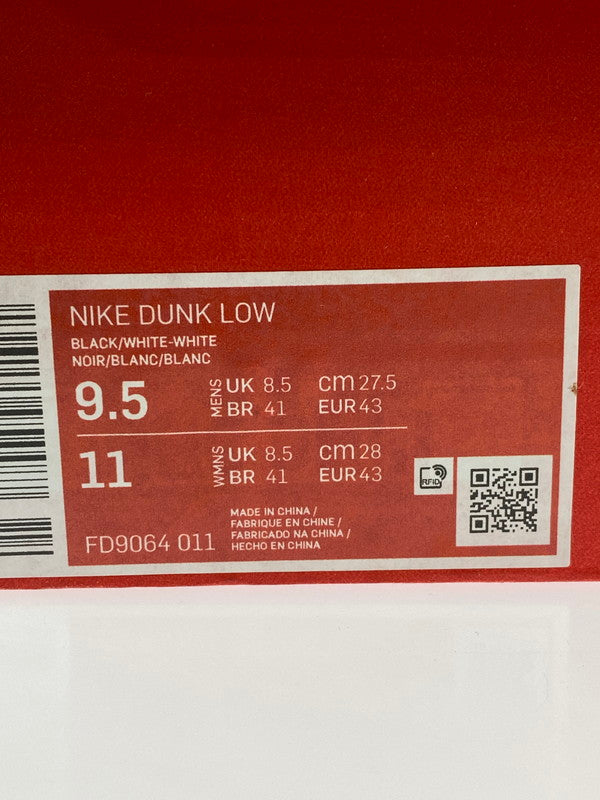 NIKE DUNK LOW
BLACK/WHITE-WHITE
NOIR/BLANC/BLANC
9.5 MENS UK 8.5 cm 27.5
BR 41 EUR 43
11 WMNS UK 8.5 cm 28
BR 41 EUR 43
RFID
FD9064 011
MADE IN CHINA /
FABRIQUE EN CHINE /
FABRICADO NA CHINA /
HECHO EN CHINA